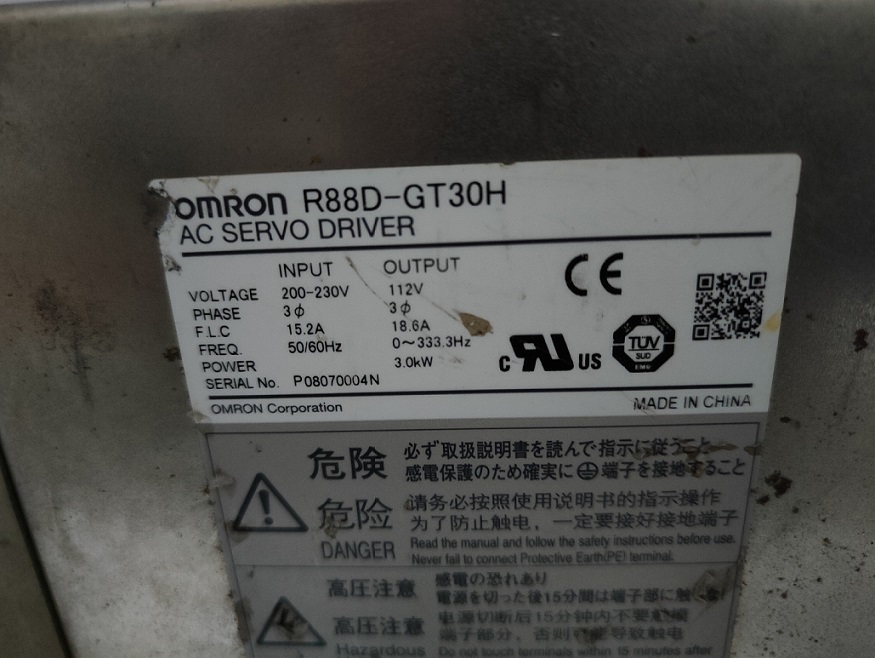 OMRON R88D-GT30H
AC SERVO DRIVER
INPUT OUTPUT
VOLTAGE 200-230V 112V
PHASE 3φ 3φ
F.L.C 15.2A 18.6A
FREQ. 50/60Hz 0~333.3Hz
POWER 3.0kW
SERIAL No. P08070004N
CE
c RU US
TÜV
SUD
OMRON Corporation MADE IN CHINA
危険 必ず取扱説明書を読んで指示に従うこと
感電保護のため確実に⏚端子を接地すること
危险 请务必按照使用说明书的指示操作
为了防止触电，一定要接好接地端子
DANGER Read the manual and follow the safety instructions before use.
Never fail to connect Protective Earth(PE) terminal.
高圧注意 感電の恐れあり
電源を切った後15分間は端子部に触
高压注意 电源切断后15分钟内不要触摸
端子部分，否则可能导致触电
Hazardous Do not touch terminals within 15 minutes after